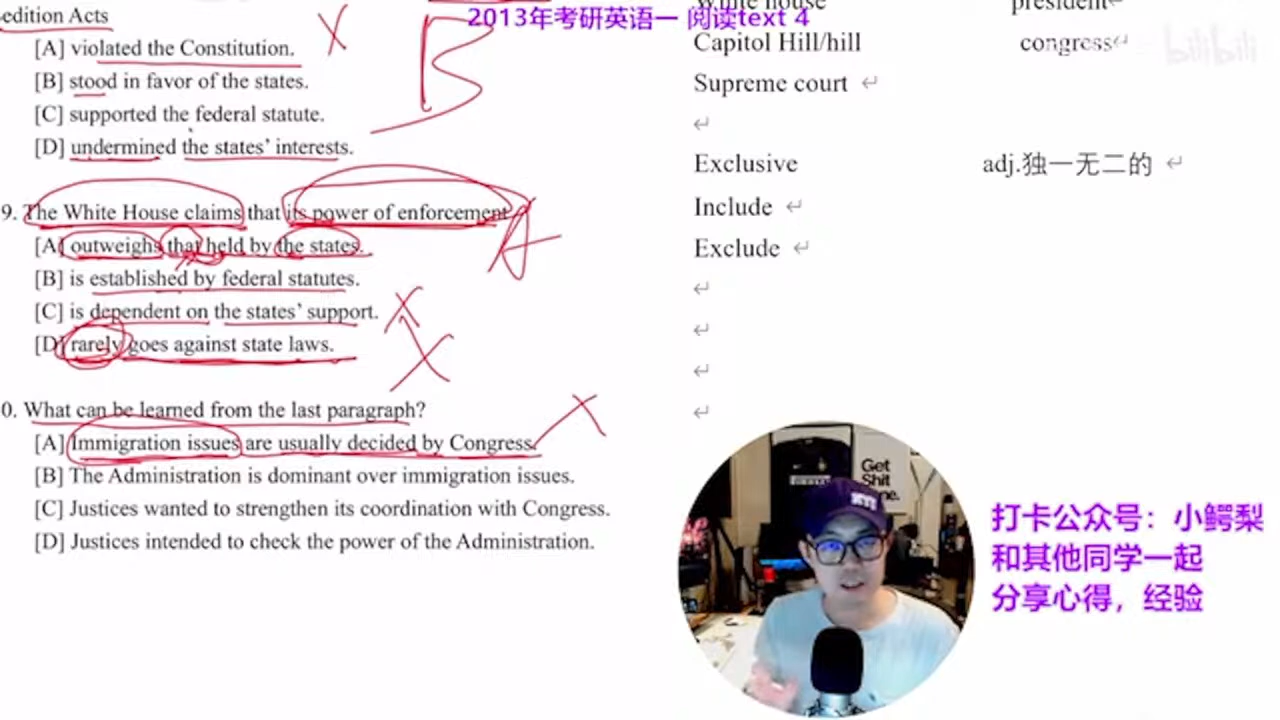 2013年考研英语一 阅读text 4
edition Acts
[A] violated the Constitution.
[B] stood in favor of the states.
[C] supported the federal statute.
[D] undermined the states' interests.
B
9. The White House claims that its power of enforcement
[A] outweighs that held by the states.
[B] is established by federal statutes.
[C] is dependent on the states' support.
[D] rarely goes against state laws.
A
0. What can be learned from the last paragraph?
[A] Immigration issues are usually decided by Congress.
[B] The Administration is dominant over immigration issues.
[C] Justices wanted to strengthen its coordination with Congress.
[D] Justices intended to check the power of the Administration.
White house president
Capitol Hill/hill congress
Supreme court
Exclusive adj.独一无二的
Include
Exclude
bilibili
Get
Shit
打卡公众号：小鳄梨
和其他同学一起
分享心得，经验